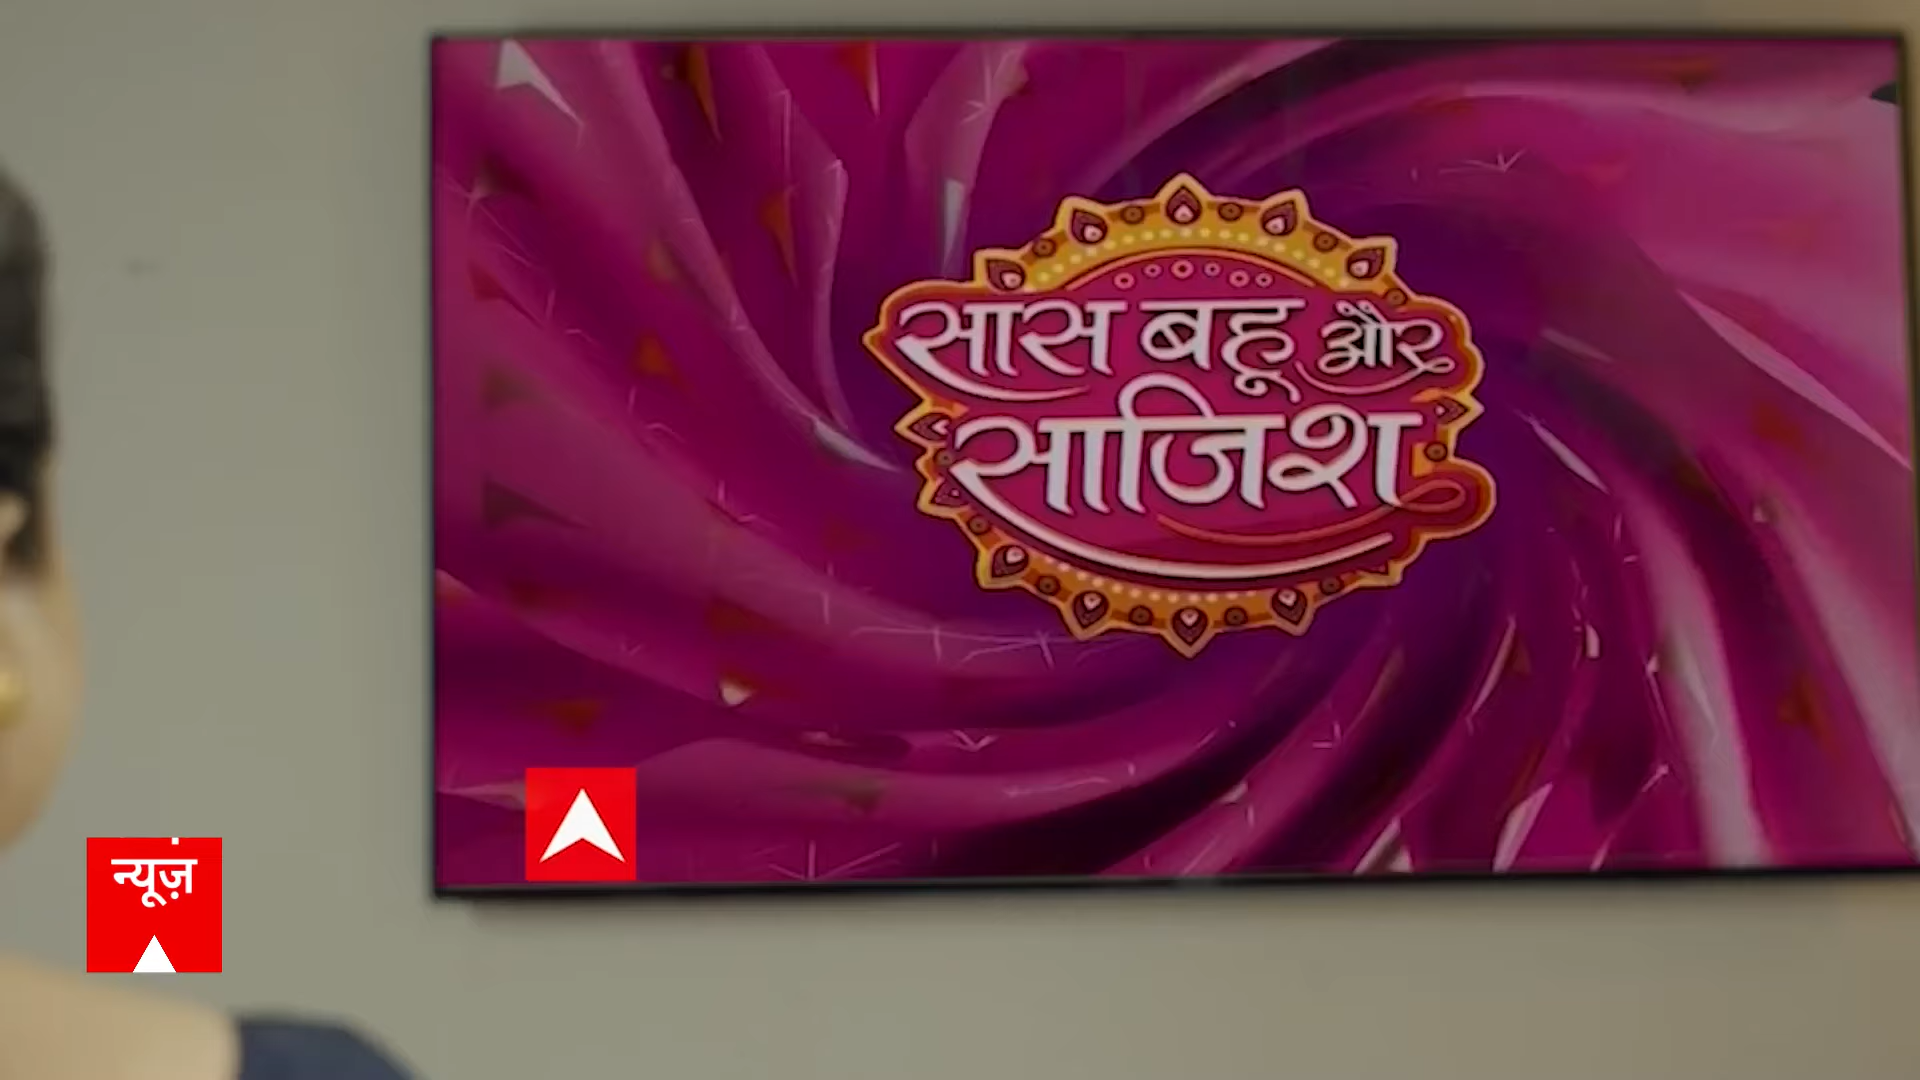 सास बहू और
साजिश
न्यूज़